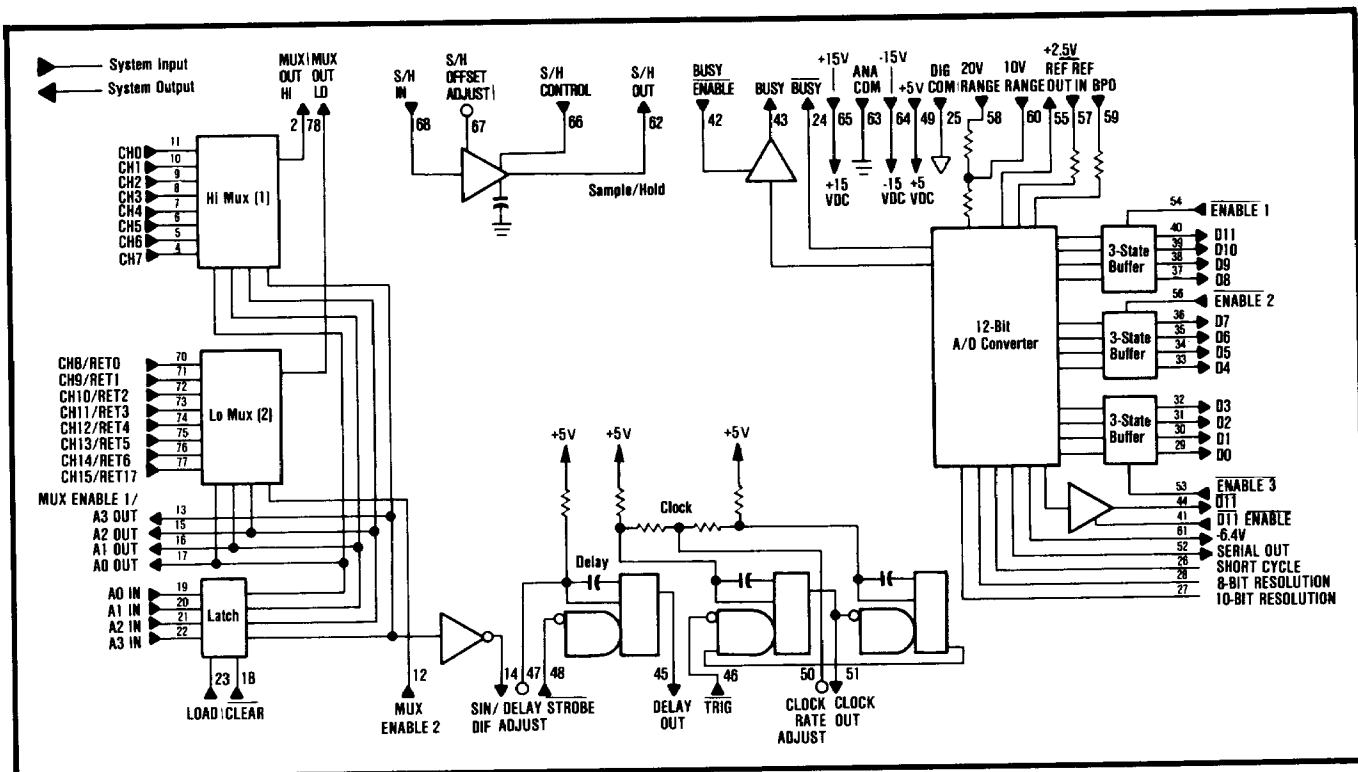 System Input
System Output
MUX OUT HI
MUX OUT LO
2 78
S/H IN
68
S/H OFFSET ADJUST
67
S/H CONTROL
66
S/H OUT
62
Sample/Hold
BUSY ENABLE
42
BUSY
43
BUSY
24
+15V
65
ANA COM
63
-15V
64
+5V
49
DIG COM
25
20V RANGE
58
10V RANGE
60
+2.5V REF OUT
55
REF IN
57
BPO
59
+15 VDC
-15 VDC
+5 VDC
CH0 11
CH1 10
CH2 9
CH3 8
CH4 7
CH5 6
CH6 5
CH7 4
Hi Mux (1)
CH8/RET0 70
CH9/RET1 71
CH10/RET2 72
CH11/RET3 73
CH12/RET4 74
CH13/RET5 75
CH14/RET6 76
CH15/RET17 77
Lo Mux (2)
MUX ENABLE 1/
A3 OUT 13
A2 OUT 15
A1 OUT 16
A0 OUT 17
A0 IN 19
A1 IN 20
A2 IN 21
A3 IN 22
Latch
23 18
LOAD CLEAR
12
MUX ENABLE 2
14
SIN/ DIF
47
DELAY ADJUST
48
STROBE
+5V
+5V
+5V
Delay
Clock
45
DELAY OUT
46
TRIG
50
CLOCK RATE ADJUST
51
CLOCK OUT
12-Bit
A/D Converter
3-State
Buffer
54 ENABLE 1
40 D11
39 D10
38 D9
37 D8
56 ENABLE 2
3-State
Buffer
36 D7
35 D6
34 D5
33 D4
3-State
Buffer
32 D3
31 D2
30 D1
29 D0
53 ENABLE 3
44 D11
41 D11 ENABLE
61 -6.4V
52 SERIAL OUT
26 SHORT CYCLE
28 8-BIT RESOLUTION
27 10-BIT RESOLUTION